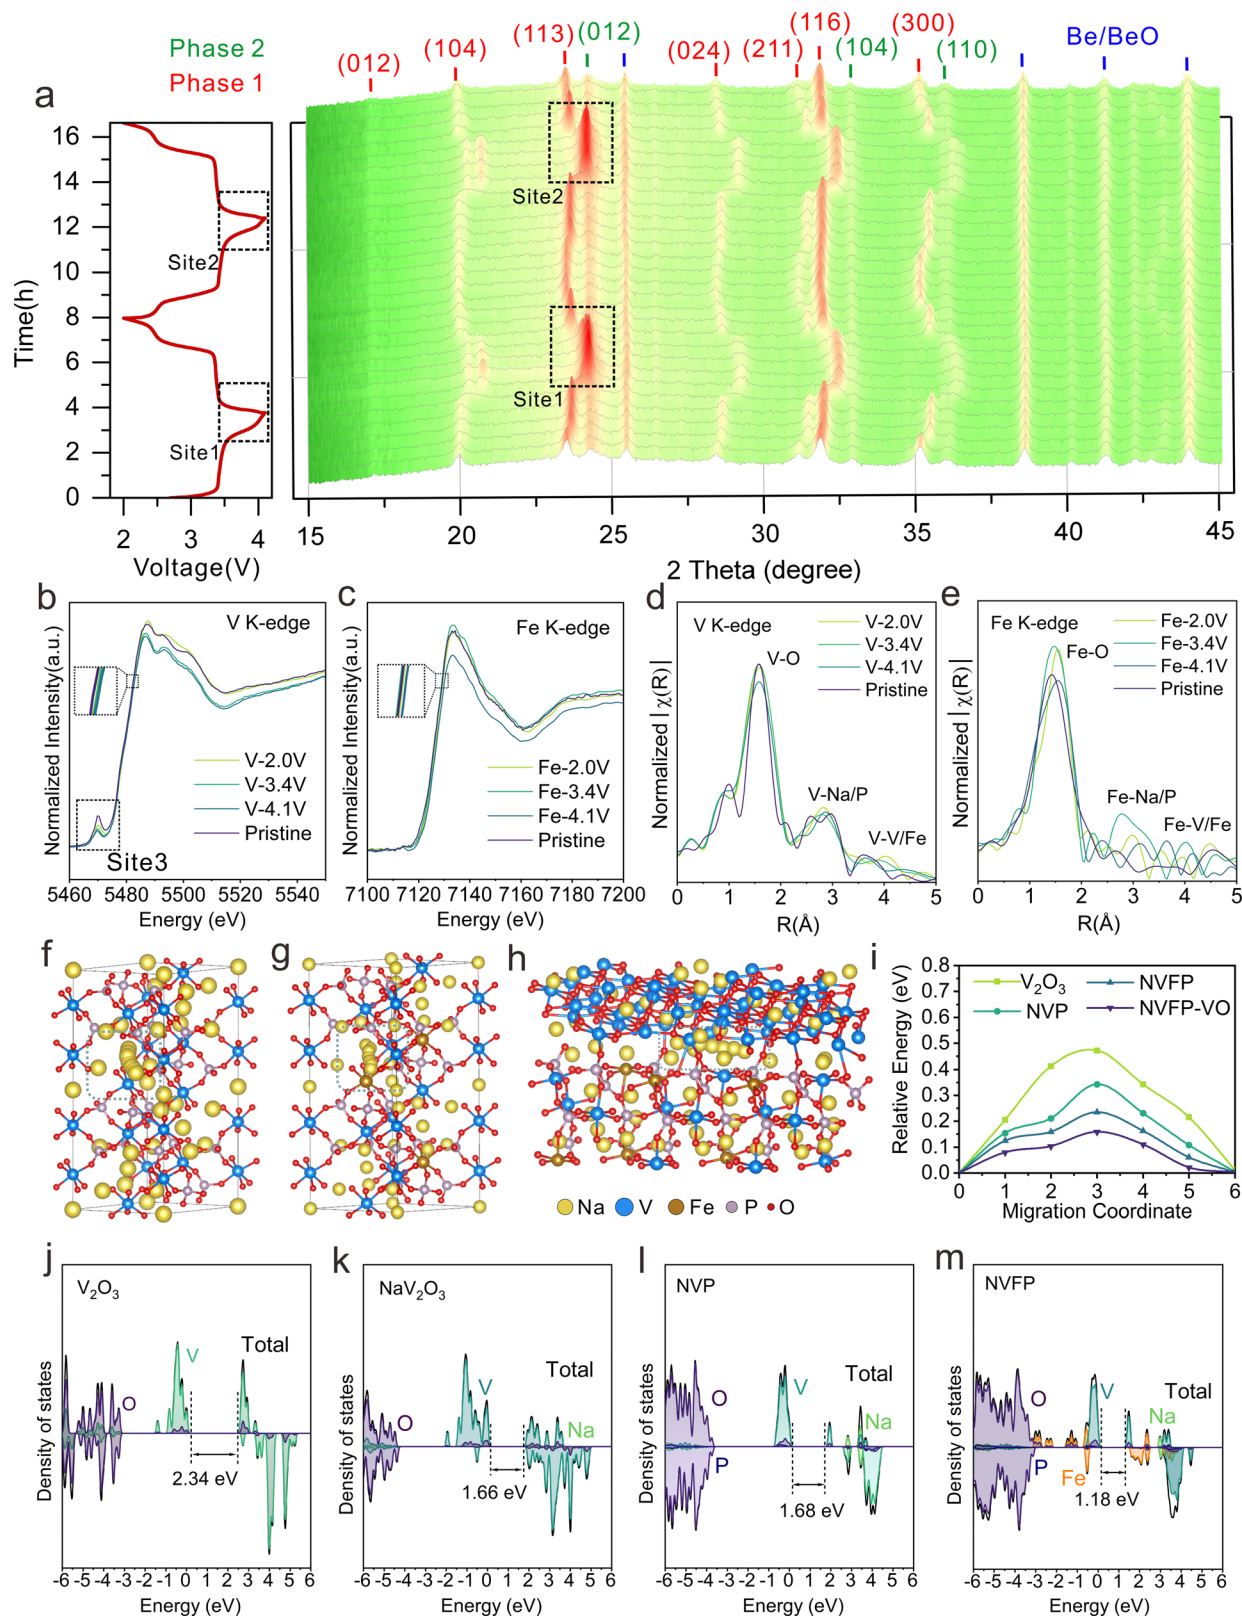 a
Phase 2
Phase 1
(012)
(104)
(113)
(012)
(024)
(211)
(116)
(104)
(300)
(110)
Be/BeO
Time(h)
16
14
12
10
8
6
4
2
0
Site2
Site1
2 3 4
Voltage(V)
Site2
Site1
15 20 25 30 35 40 45
2 Theta (degree)
b
V K-edge
Normalized Intensity(a.u.)
V-2.0V
V-3.4V
V-4.1V
Pristine
Site3
5460 5480 5500 5520 5540
Energy (eV)
c
Fe K-edge
Normalized Intensity(a.u.)
Fe-2.0V
Fe-3.4V
Fe-4.1V
Pristine
7100 7120 7140 7160 7180 7200
Energy (eV)
d
V K-edge
V-2.0V
V-3.4V
V-4.1V
Pristine
V-O
V-Na/P
V-V/Fe
Normalized |χ(R)|
0 1 2 3 4 5
R(Å)
e
Fe K-edge
Fe-2.0V
Fe-3.4V
Fe-4.1V
Pristine
Fe-O
Fe-Na/P
Fe-V/Fe
Normalized |χ(R)|
0 1 2 3 4 5
R(Å)
f
g
h
Na V Fe P O
i
Relative Energy (eV)
0.8
0.7
0.6
0.5
0.4
0.3
0.2
0.1
0.0
V₂O₃ NVFP
NVP NVFP-VO
0 1 2 3 4 5 6
Migration Coordinate
j
V₂O₃
Density of states
O
V
Total
2.34 eV
-6 -5 -4 -3 -2 -1 0 1 2 3 4 5 6
Energy (eV)
k
NaV₂O₃
Density of states
O
V
Total
Na
1.66 eV
-6 -5 -4 -3 -2 -1 0 1 2 3 4 5 6
Energy (eV)
l
NVP
Density of states
O
P
V
Total
Na
1.68 eV
-6 -5 -4 -3 -2 -1 0 1 2 3 4 5 6
Energy (eV)
m
NVFP
Density of states
O
P
V
Fe
Total
Na
1.18 eV
-6 -5 -4 -3 -2 -1 0 1 2 3 4 5 6
Energy (eV)